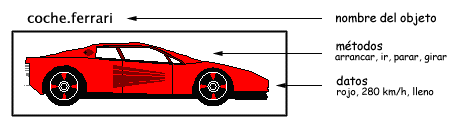 coche.ferrari
nombre del objeto
métodos
arrancar, ir, parar, girar
datos
rojo, 280 km/h, lleno